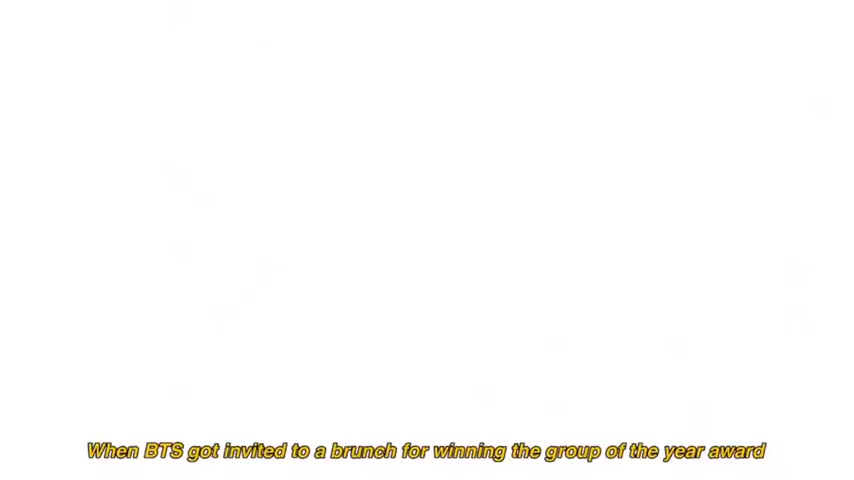 When BTS got invited to a brunch for winning the group of the year award